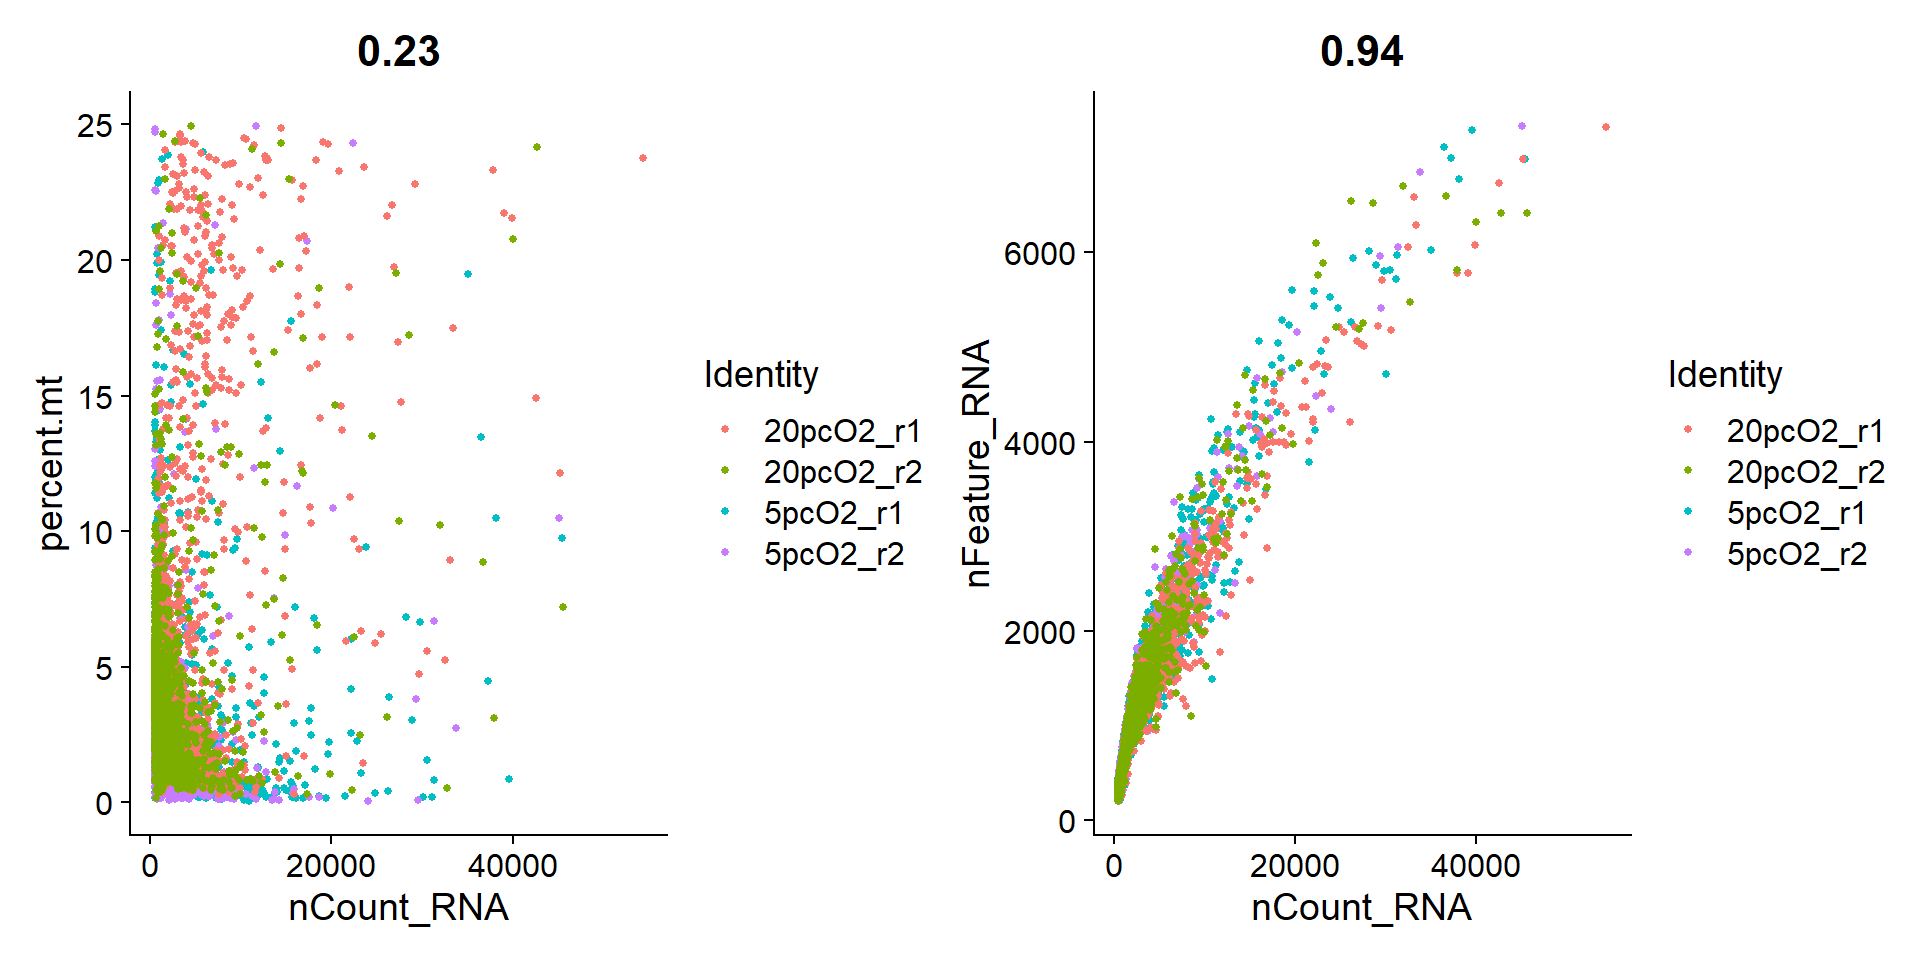 0.23
percent.mt
25
20
15
10
5
0
0 20000 40000
nCount_RNA
Identity
20pcO2_r1
20pcO2_r2
5pcO2_r1
5pcO2_r2
0.94
nFeature_RNA
6000
4000
2000
0
0 20000 40000
nCount_RNA
Identity
20pcO2_r1
20pcO2_r2
5pcO2_r1
5pcO2_r2